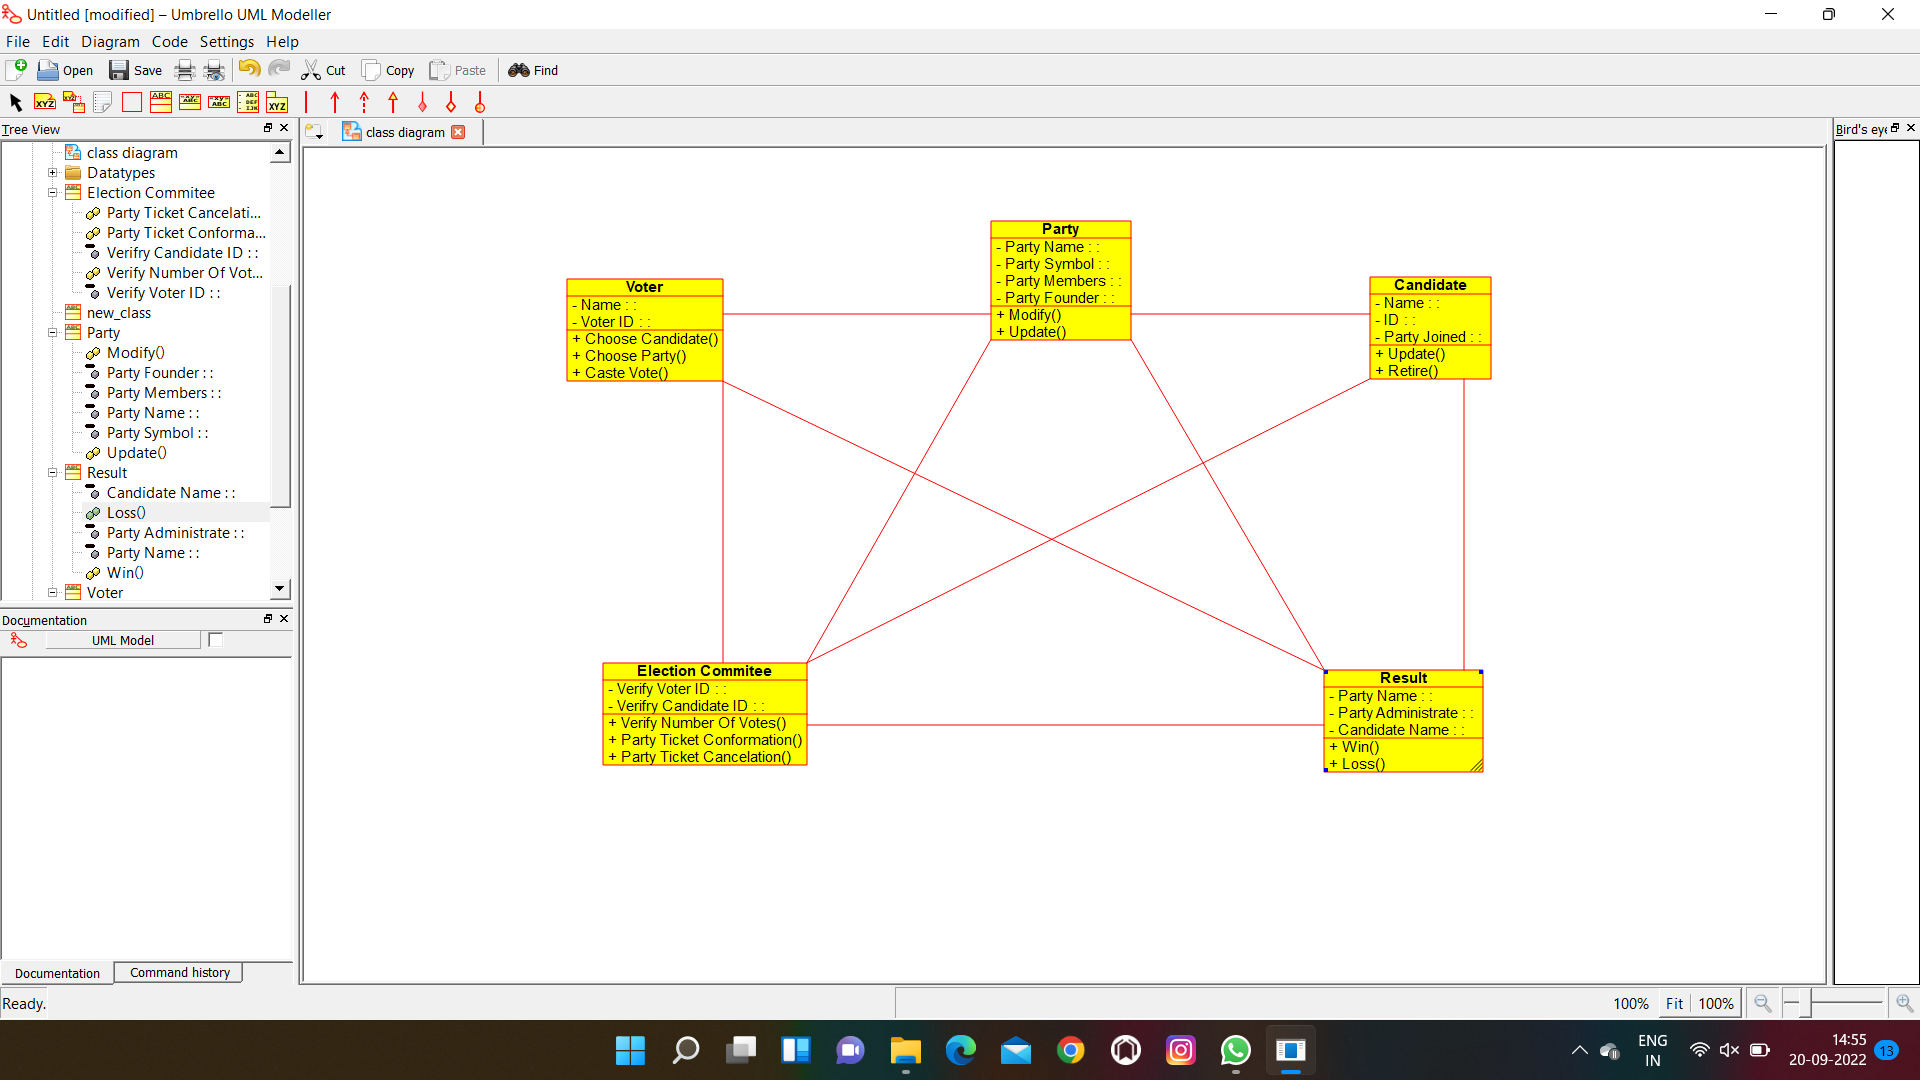 Untitled [modified] – Umbrello UML Modeller
File Edit Diagram Code Settings Help
Open Save Cut Copy Paste Find
Tree View
class diagram
Bird's eye
class diagram
Datatypes
Election Commitee
Party Ticket Cancelati...
Party Ticket Conforma...
Verifry Candidate ID : :
Verify Number Of Vot...
Verify Voter ID : :
new_class
Party
Modify()
Party Founder : :
Party Members : :
Party Name : :
Party Symbol : :
Update()
Result
Candidate Name : :
Loss()
Party Administrate : :
Party Name : :
Win()
Voter
Documentation
UML Model
Documentation Command history
Voter
- Name : :
- Voter ID : :
+ Choose Candidate()
+ Choose Party()
+ Caste Vote()
Party
- Party Name : :
- Party Symbol : :
- Party Members : :
- Party Founder : :
+ Modify()
+ Update()
Candidate
- Name : :
- ID : :
- Party Joined : :
+ Update()
+ Retire()
Election Commitee
- Verify Voter ID : :
- Verifry Candidate ID : :
+ Verify Number Of Votes()
+ Party Ticket Conformation()
+ Party Ticket Cancelation()
Result
- Party Name : :
- Party Administrate : :
- Candidate Name : :
+ Win()
+ Loss()
Ready.
100% Fit 100%
ENG
IN
14:55
20-09-2022
13